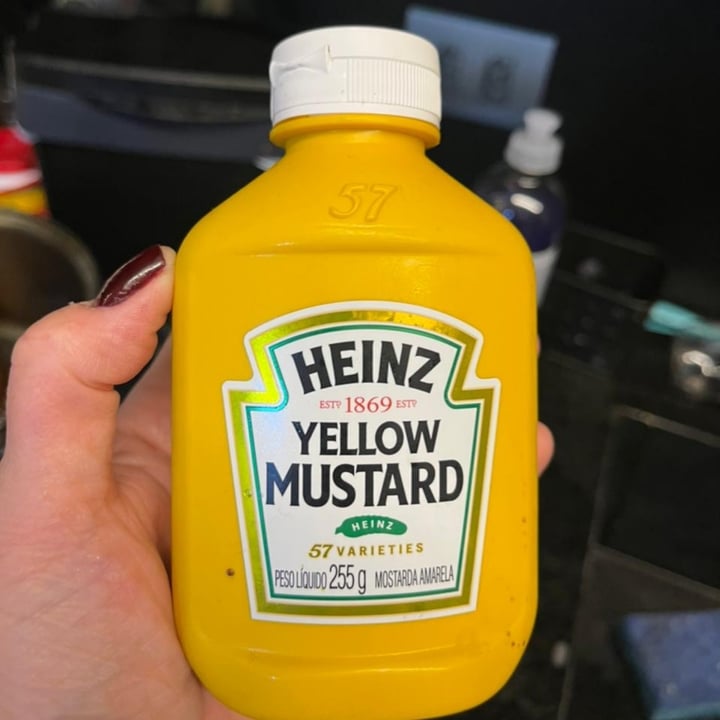 57
HEINZ
ESTD 1869 ESTD
YELLOW
MUSTARD
HEINZ
57 VARIETIES
PESO LÍQUIDO 255 g MOSTARDA AMARELA